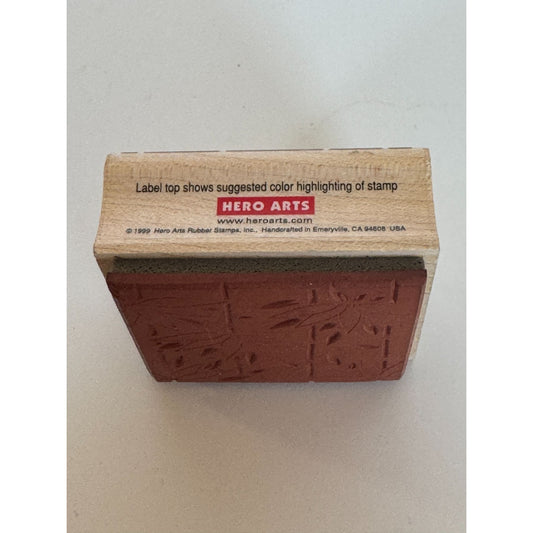 Label top shows suggested color highlighting of stamp
HERO ARTS
www.heroarts.com
© 1999 Hero Arts Rubber Stamps, Inc., Handcrafted in Emeryville, CA 94608 USA